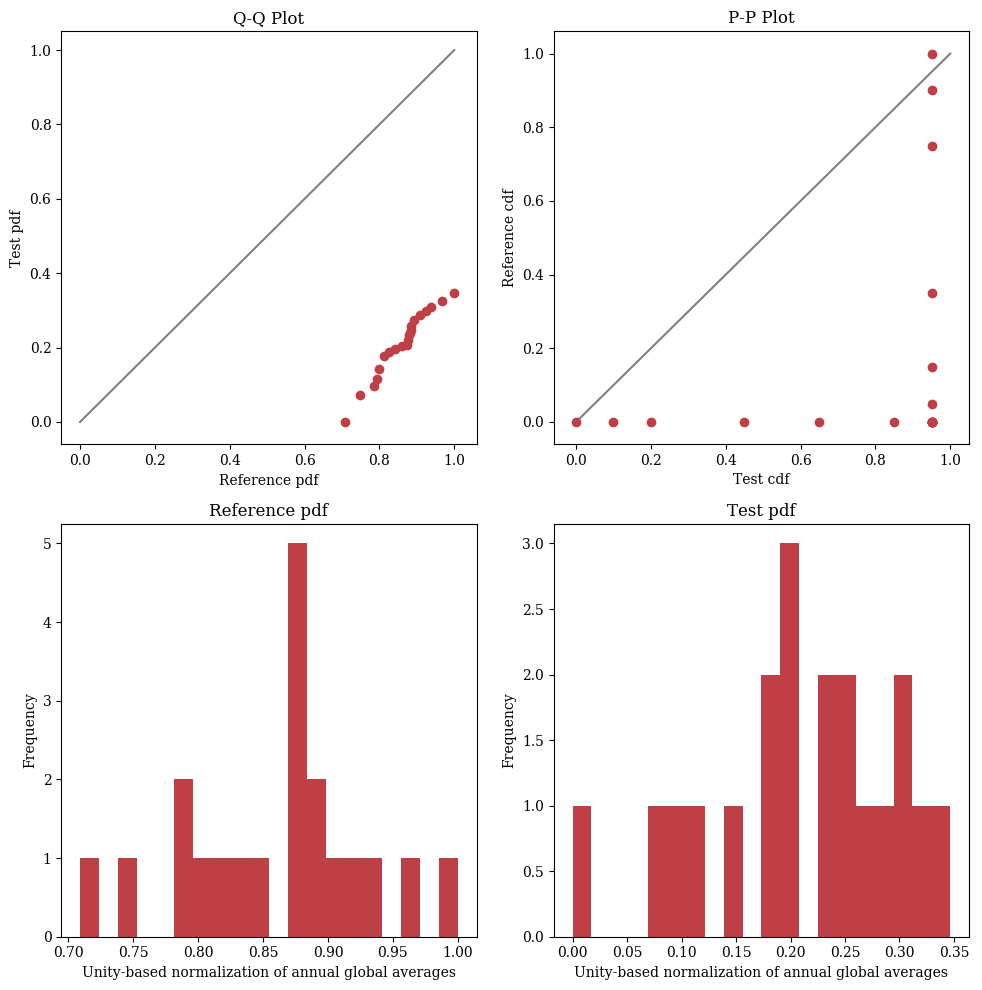 Q-Q Plot
1.0
0.8
0.6
0.4
0.2
0.0
Test pdf
0.0 0.2 0.4 0.6 0.8 1.0
Reference pdf
P-P Plot
1.0
0.8
0.6
0.4
0.2
0.0
Reference cdf
0.0 0.2 0.4 0.6 0.8 1.0
Test cdf
Reference pdf
5
4
3
2
1
0
Frequency
0.70 0.75 0.80 0.85 0.90 0.95 1.00
Unity-based normalization of annual global averages
Test pdf
3.0
2.5
2.0
1.5
1.0
0.5
0.0
Frequency
0.00 0.05 0.10 0.15 0.20 0.25 0.30 0.35
Unity-based normalization of annual global averages